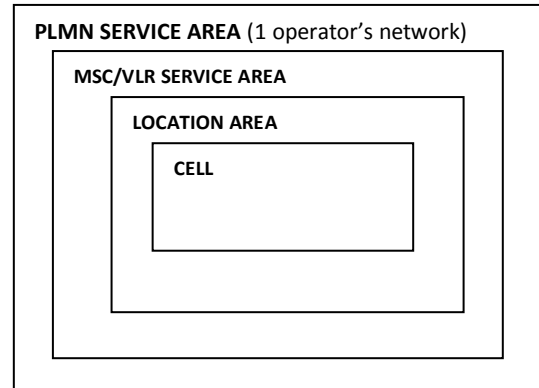 PLMN SERVICE AREA (1 operator's network)
MSC/VLR SERVICE AREA
LOCATION AREA
CELL